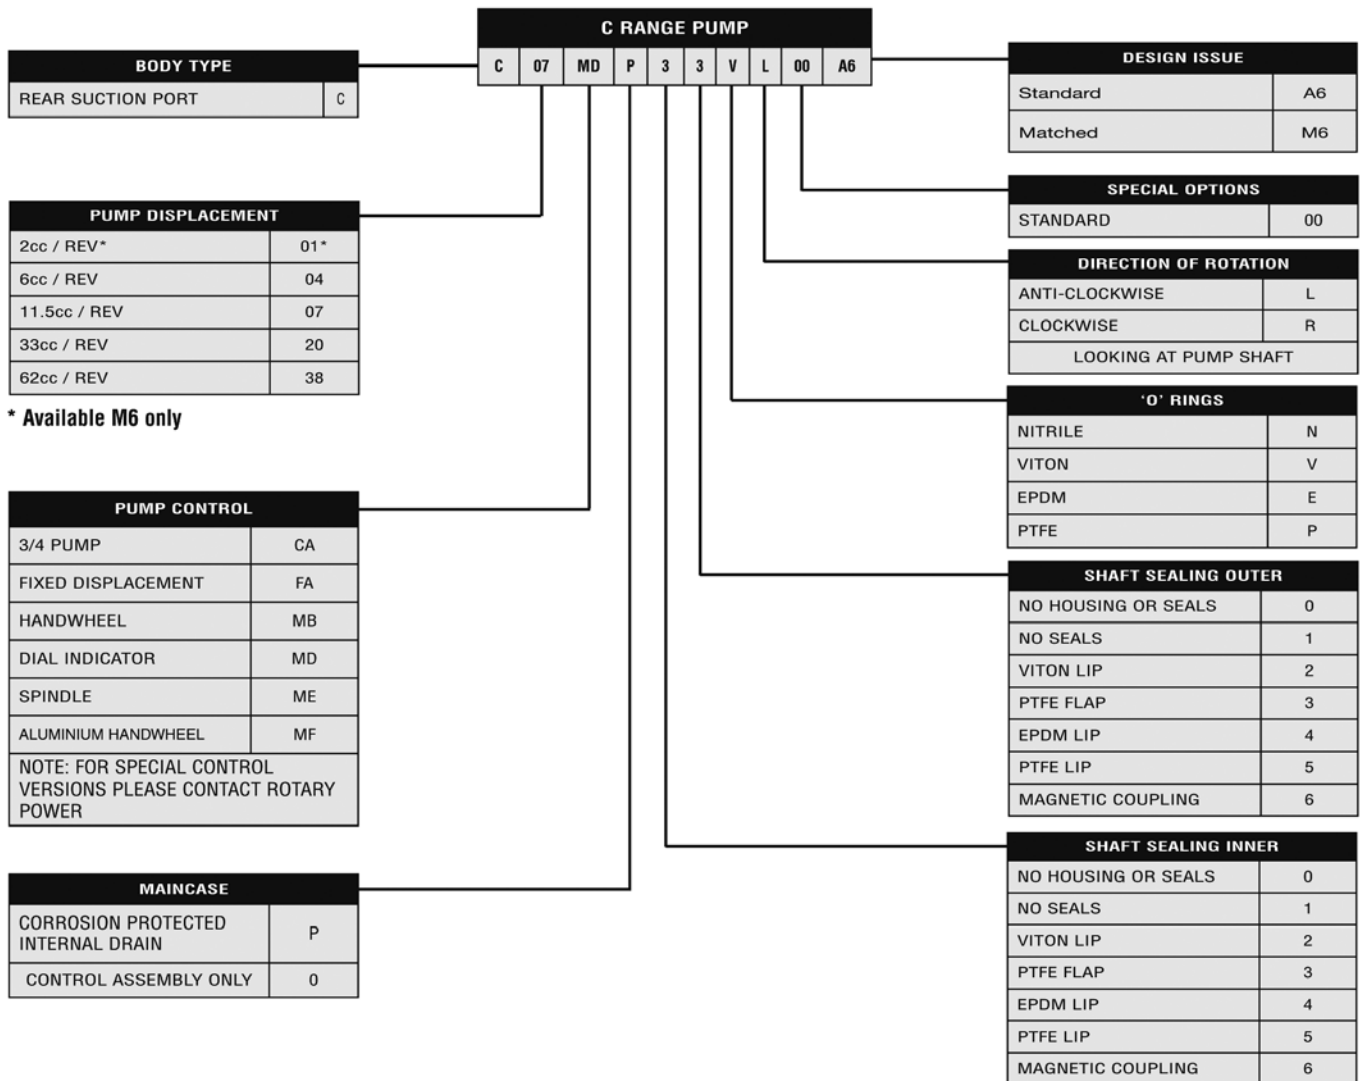 C RANGE PUMP
C 07 MD P 3 3 V L 00 A6
BODY TYPE
REAR SUCTION PORT C
PUMP DISPLACEMENT
2cc / REV* 01*
6cc / REV 04
11.5cc / REV 07
33cc / REV 20
62cc / REV 38
* Available M6 only
PUMP CONTROL
3/4 PUMP CA
FIXED DISPLACEMENT FA
HANDWHEEL MB
DIAL INDICATOR MD
SPINDLE ME
ALUMINIUM HANDWHEEL MF
NOTE: FOR SPECIAL CONTROL
VERSIONS PLEASE CONTACT ROTARY
POWER
MAINCASE
CORROSION PROTECTED
INTERNAL DRAIN P
CONTROL ASSEMBLY ONLY 0
DESIGN ISSUE
Standard A6
Matched M6
SPECIAL OPTIONS
STANDARD 00
DIRECTION OF ROTATION
ANTI-CLOCKWISE L
CLOCKWISE R
LOOKING AT PUMP SHAFT
'O' RINGS
NITRILE N
VITON V
EPDM E
PTFE P
SHAFT SEALING OUTER
NO HOUSING OR SEALS 0
NO SEALS 1
VITON LIP 2
PTFE FLAP 3
EPDM LIP 4
PTFE LIP 5
MAGNETIC COUPLING 6
SHAFT SEALING INNER
NO HOUSING OR SEALS 0
NO SEALS 1
VITON LIP 2
PTFE FLAP 3
EPDM LIP 4
PTFE LIP 5
MAGNETIC COUPLING 6